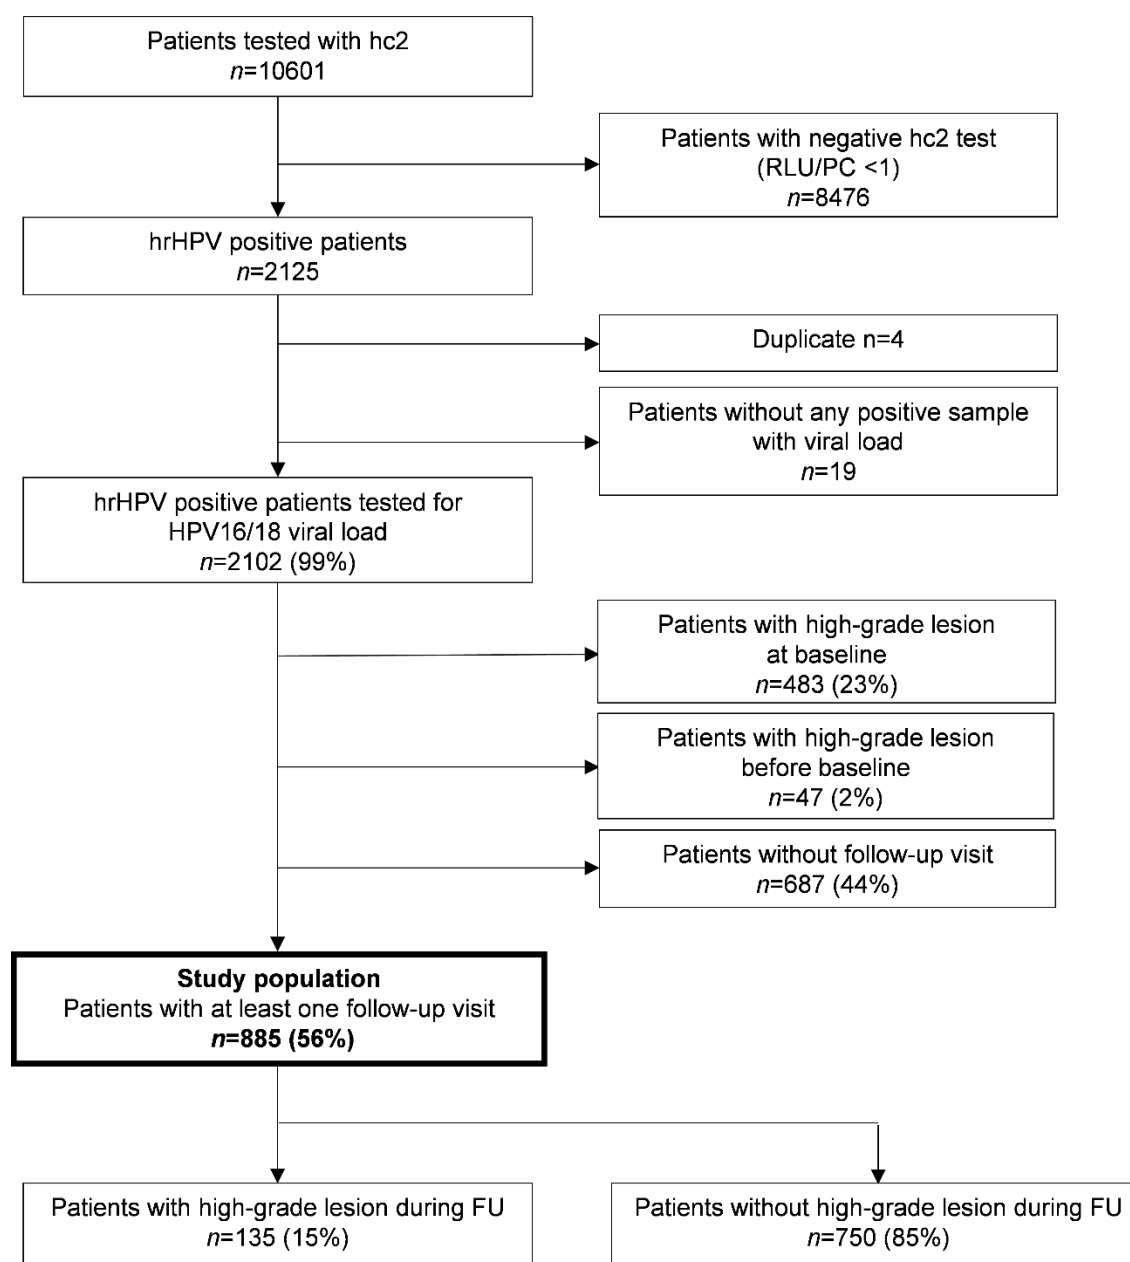 Patients tested with hc2
n=10601
Patients with negative hc2 test
(RLU/PC <1)
n=8476
hrHPV positive patients
n=2125
Duplicate n=4
Patients without any positive sample
with viral load
n=19
hrHPV positive patients tested for
HPV16/18 viral load
n=2102 (99%)
Patients with high-grade lesion
at baseline
n=483 (23%)
Patients with high-grade lesion
before baseline
n=47 (2%)
Patients without follow-up visit
n=687 (44%)
Study population
Patients with at least one follow-up visit
n=885 (56%)
Patients with high-grade lesion during FU
n=135 (15%)
Patients without high-grade lesion during FU
n=750 (85%)